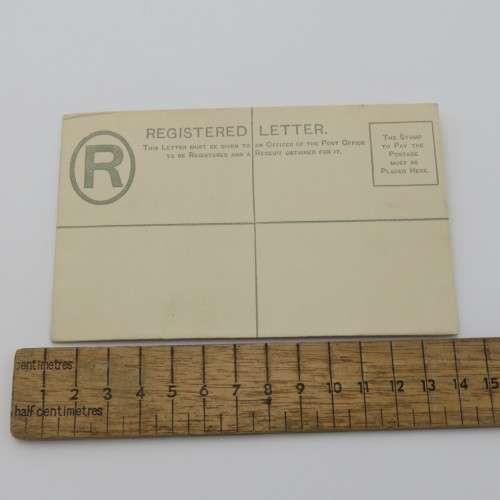 R
REGISTERED LETTER.
THIS LETTER MUST BE GIVEN TO AN OFFICER OF THE POST OFFICE
TO BE REGISTERED AND A RECEIPT OBTAINED FOR IT.
THE STAMP
TO PAY THE
POSTAGE
MUST BE
PLACED HERE.
centimetres
1 2 3 4 5 6 7 8 9 10 11 12 13 14 15
half centimetres